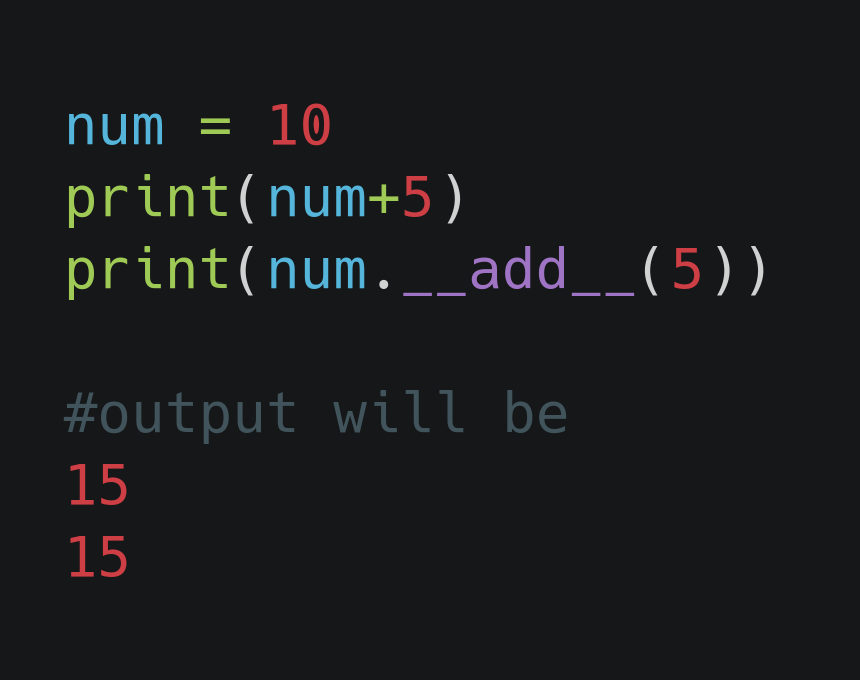 num = 10
print(num+5)
print(num.__add__(5))
#output will be
15
15